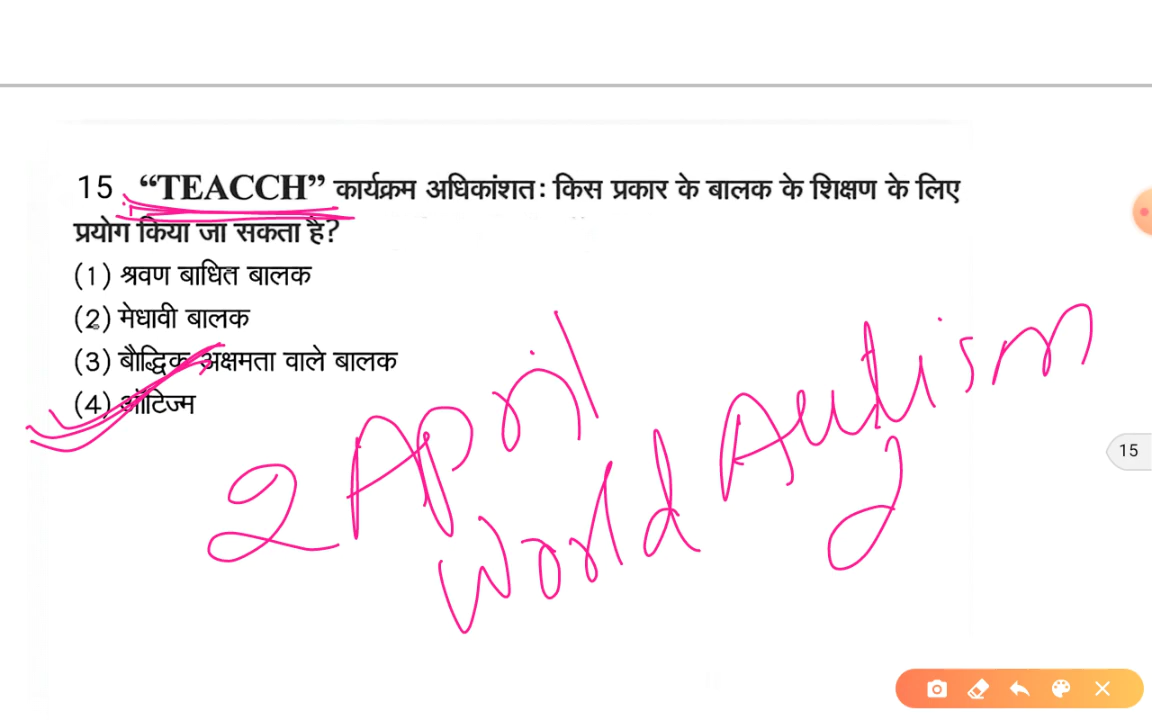 15 “TEACCH” कार्यक्रम अधिकांशतः किस प्रकार के बालक के शिक्षण के लिए
प्रयोग किया जा सकता है?
(1) श्रवण बाधित बालक
(2) मेधावी बालक
(3) बौद्धिक अक्षमता वाले बालक
(4) ऑटिज्म
2 April
World Autism
15